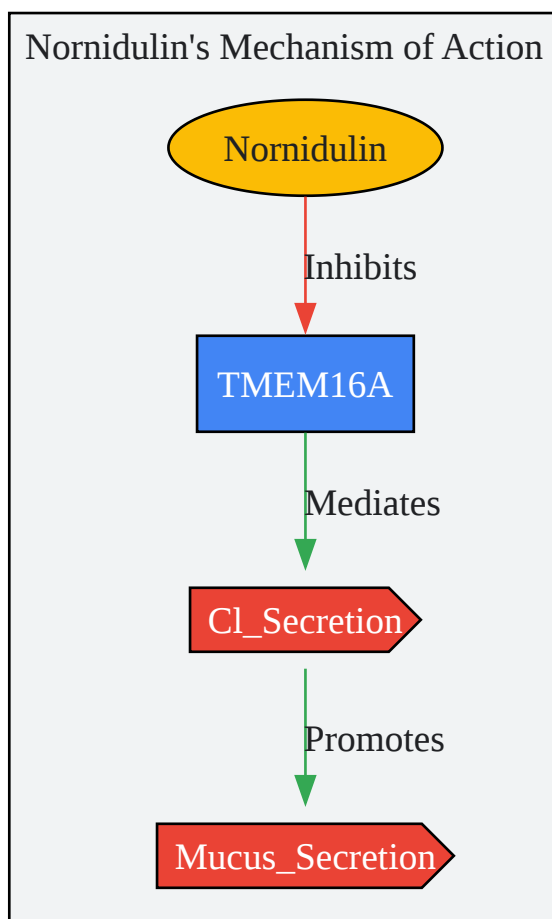 Nornidulin's Mechanism of Action
Nornidulin
Inhibits
TMEM16A
Mediates
Cl_Secretion
Promotes
Mucus_Secretion